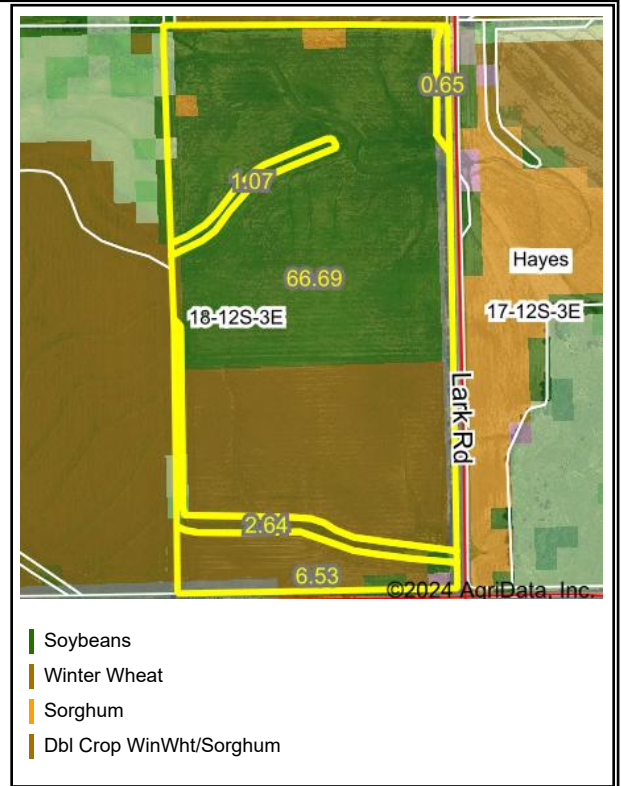 0.65
1.07
Hayes
66.69
17-12S-3E
18-12S-3E
Lark Rd
2.64
6.53
©2024 AgriData, Inc.
Soybeans
Winter Wheat
Sorghum
Dbl Crop WinWht/Sorghum